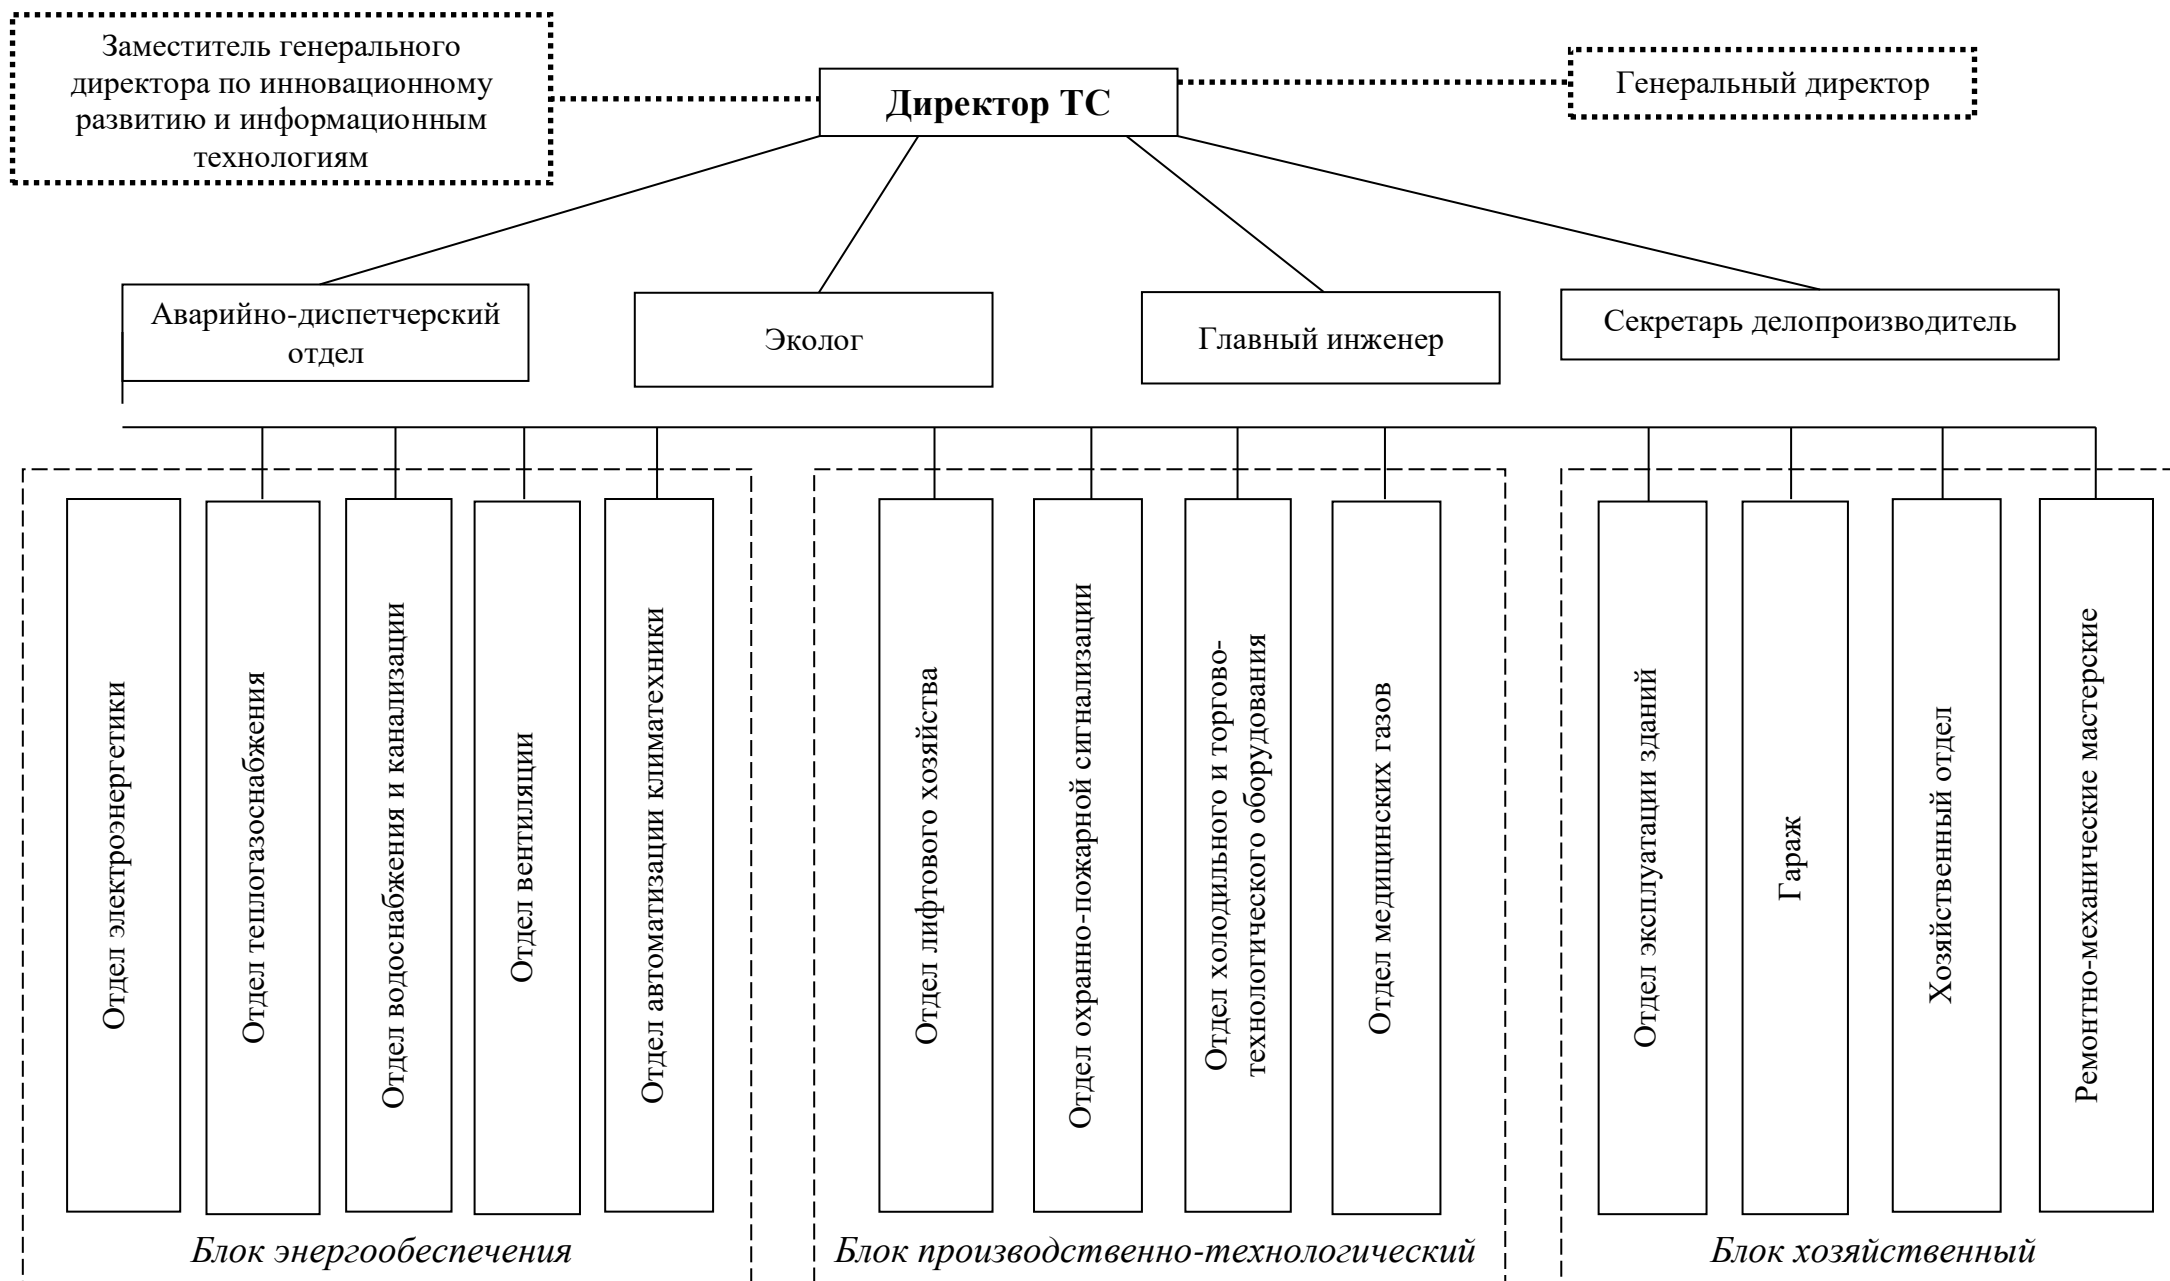 Заместитель генерального
директора по инновационному
развитию и информационным
технологиям
Директор ТС
Генеральный директор
Аварийно-диспетчерский
отдел
Эколог
Главный инженер
Секретарь делопроизводитель
Отдел электроэнергетики
Отдел теплогазоснабжения
Отдел водоснабжения и канализации
Отдел вентиляции
Отдел автоматизации климатехники
Отдел лифтового хозяйства
Отдел охранно-пожарной сигнализации
Отдел холодильного и торгово-
технологического оборудования
Отдел медицинских газов
Отдел эксплуатации зданий
Гараж
Хозяйственный отдел
Ремонтно-механические мастерские
Блок энергообеспечения
Блок производственно-технологический
Блок хозяйственный